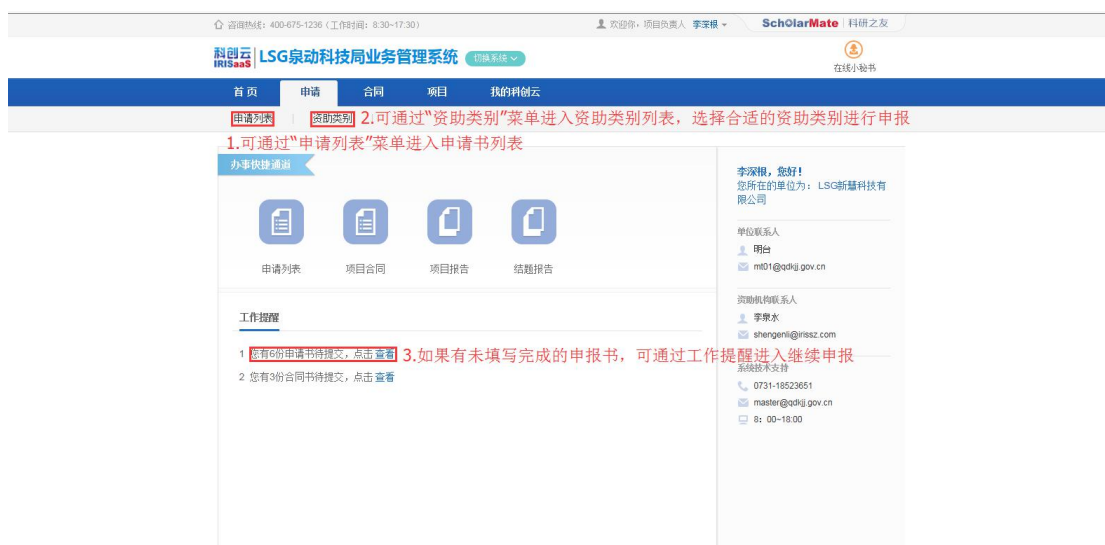 咨询热线：400-675-1236（工作时间：8:30~17:30） 欢迎你，项目负责人 李深根 SchOlarMate 科研之友
科创云 IRISaaS LSG泉动科技局业务管理系统 切换系统 在线小秘书
首页 申请 合同 项目 我的科创云
申请列表 资助类别 2.可通过“资助类别”菜单进入资助类别列表，选择合适的资助类别进行申报
1.可通过“申请列表”菜单进入申请书列表
办事快捷通道
申请列表 项目合同 项目报告 结题报告
工作提醒
1 您有6份申请书待提交，点击 查看 3.如果有未填写完成的申报书，可通过工作提醒进入继续申报
2 您有3份合同书待提交，点击 查看
李深根，您好！
您所在的单位为： LSG新慧科技有
限公司
单位联系人
明台
mt01@qdkjj.gov.cn
资助机构联系人
李泉水
shengenli@irissz.com
系统技术支持
0731-18523651
master@qdkjj.gov.cn
8：00~18:00